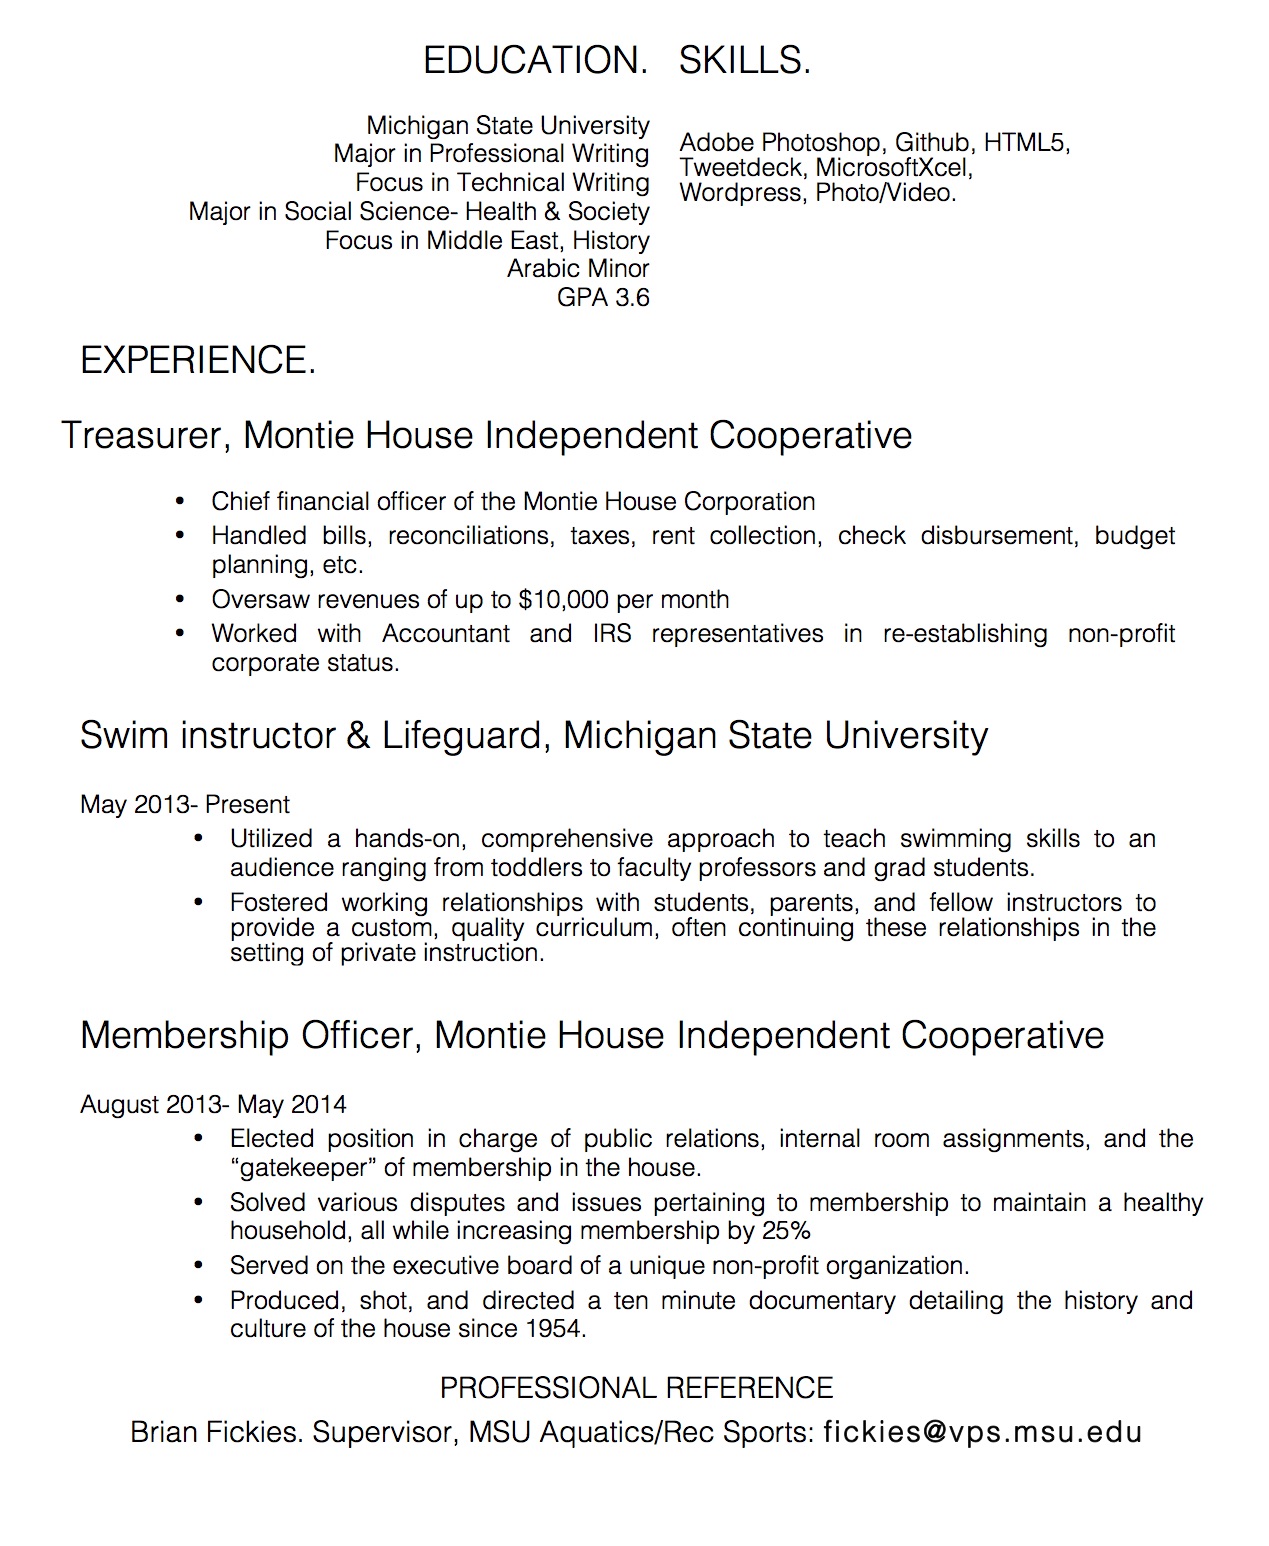 EDUCATION.
Michigan State University
Major in Professional Writing
Focus in Technical Writing
Major in Social Science- Health & Society
Focus in Middle East, History
Arabic Minor
GPA 3.6
SKILLS.
Adobe Photoshop, Github, HTML5,
Tweetdeck, MicrosoftXcel,
Wordpress, Photo/Video.
EXPERIENCE.
Treasurer, Montie House Independent Cooperative
• Chief financial officer of the Montie House Corporation
• Handled bills, reconciliations, taxes, rent collection, check disbursement, budget
planning, etc.
• Oversaw revenues of up to $10,000 per month
• Worked with Accountant and IRS representatives in re-establishing non-profit
corporate status.
Swim instructor & Lifeguard, Michigan State University
May 2013- Present
• Utilized a hands-on, comprehensive approach to teach swimming skills to an
audience ranging from toddlers to faculty professors and grad students.
• Fostered working relationships with students, parents, and fellow instructors to
provide a custom, quality curriculum, often continuing these relationships in the
setting of private instruction.
Membership Officer, Montie House Independent Cooperative
August 2013- May 2014
• Elected position in charge of public relations, internal room assignments, and the
“gatekeeper” of membership in the house.
• Solved various disputes and issues pertaining to membership to maintain a healthy
household, all while increasing membership by 25%
• Served on the executive board of a unique non-profit organization.
• Produced, shot, and directed a ten minute documentary detailing the history and
culture of the house since 1954.
PROFESSIONAL REFERENCE
Brian Fickies. Supervisor, MSU Aquatics/Rec Sports: fickies@vps.msu.edu